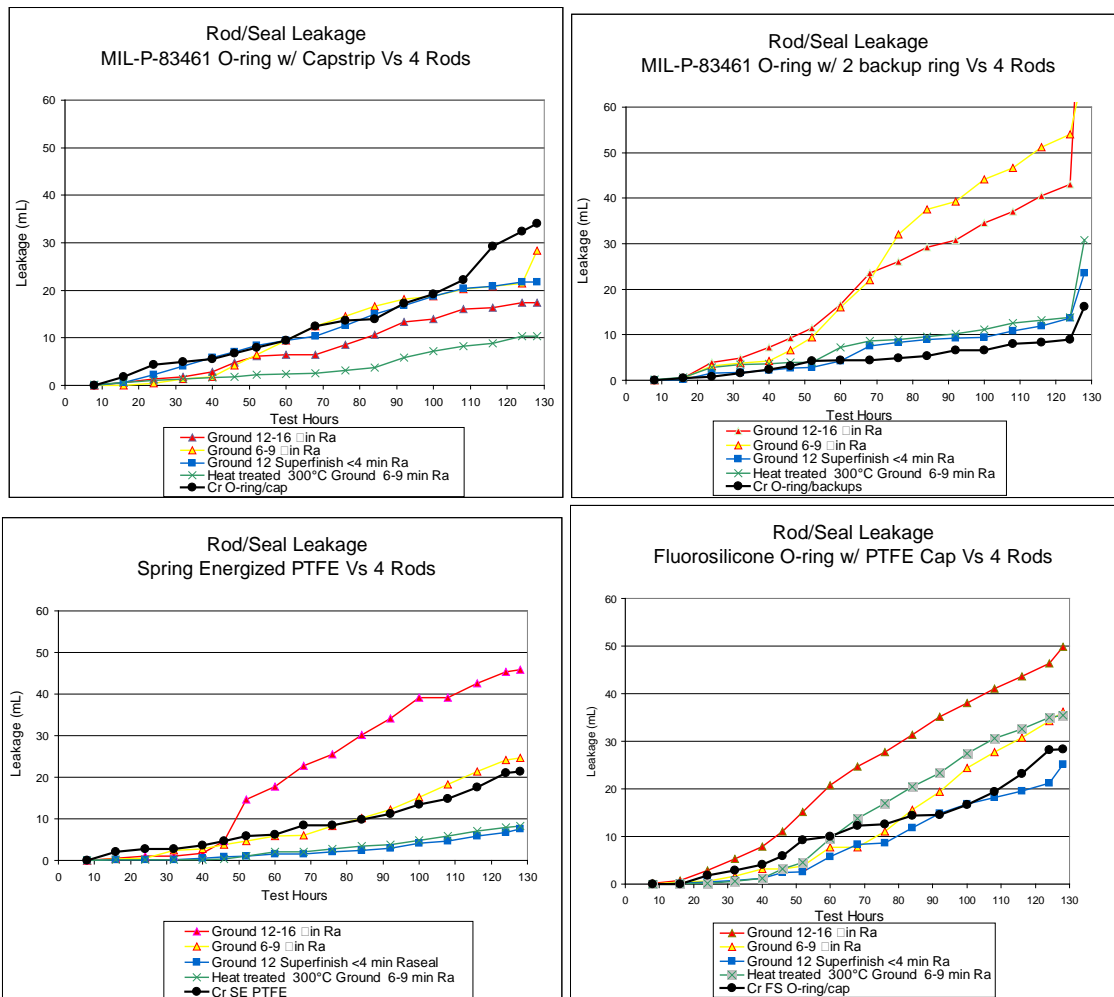 Rod/Seal Leakage
MIL-P-83461 O-ring w/ Capstrip Vs 4 Rods
60
50
40
30
20
10
0
Leakage (mL)
0 10 20 30 40 50 60 70 80 90 100 110 120 130
Test Hours
Ground 12-16 □in Ra
Ground 6-9 □in Ra
Ground 12 Superfinish <4 min Ra
Heat treated 300°C Ground 6-9 min Ra
Cr O-ring/cap
Rod/Seal Leakage
MIL-P-83461 O-ring w/ 2 backup ring Vs 4 Rods
60
50
40
30
20
10
0
Leakage (mL)
0 10 20 30 40 50 60 70 80 90 100 110 120 130
Test Hours
Ground 12-16 □in Ra
Ground 6-9 □in Ra
Ground 12 Superfinish <4 min Ra
Heat treated 300°C Ground 6-9 min Ra
Cr O-ring/backups
Rod/Seal Leakage
Spring Energized PTFE Vs 4 Rods
60
50
40
30
20
10
0
Leakage (mL)
0 10 20 30 40 50 60 70 80 90 100 110 120 130
Test Hours
Ground 12-16 □in Ra
Ground 6-9 □in Ra
Ground 12 Superfinish <4 min Raseal
Heat treated 300°C Ground 6-9 min Ra
Cr SE PTFE
Rod/Seal Leakage
Fluorosilicone O-ring w/ PTFE Cap Vs 4 Rods
60
50
40
30
20
10
0
Leakage (mL)
0 10 20 30 40 50 60 70 80 90 100 110 120 130
Test Hours
Ground 12-16 □in Ra
Ground 6-9 □in Ra
Ground 12 Superfinish <4 min Ra
Heat treated 300°C Ground 6-9 min Ra
Cr FS O-ring/cap